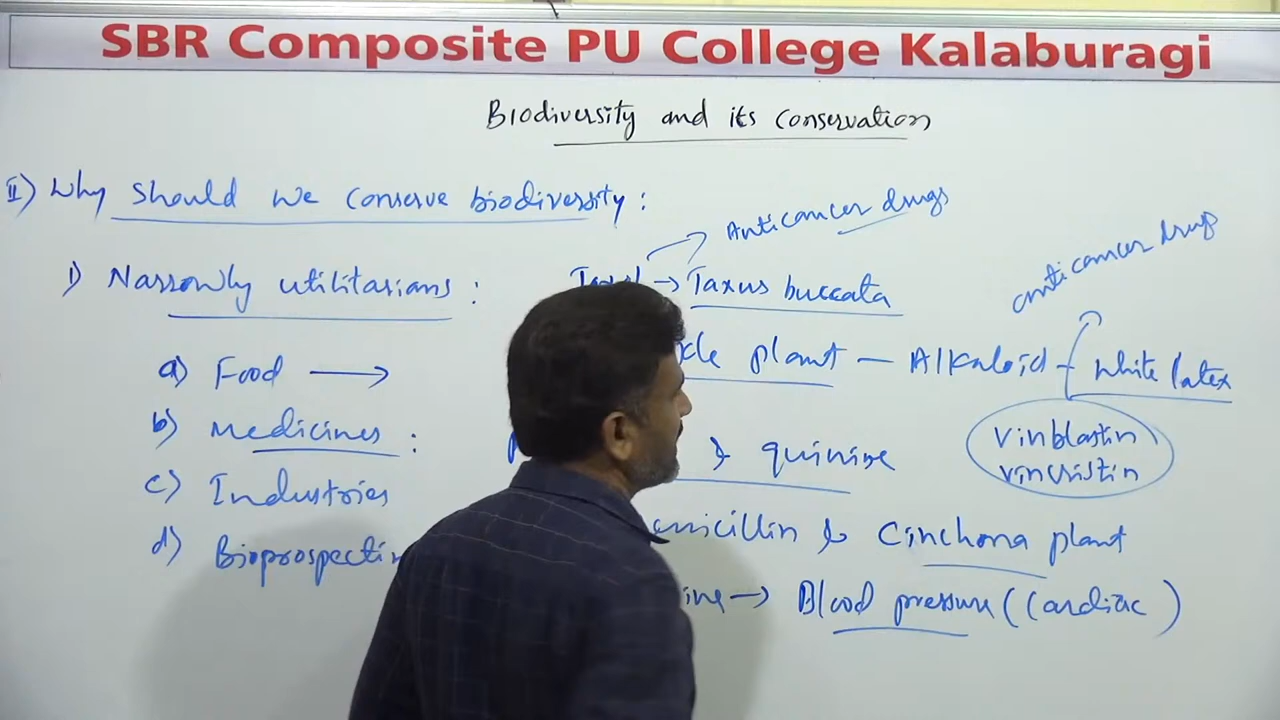 SBR Composite PU College Kalaburagi
Biodiversity and its conservation
II) Why should we conserve biodiversity :
Anticancer drugs
anticancer drug
1) Narrowly utilitarians :
→ Taxus buccata
a) Food →
plant — Alkaloid - white latex
b) Medicines :
& quinine
vinblastin
vincristin
c) Industries
& Cinchona plant
d)
→ Blood pressure (cardiac)